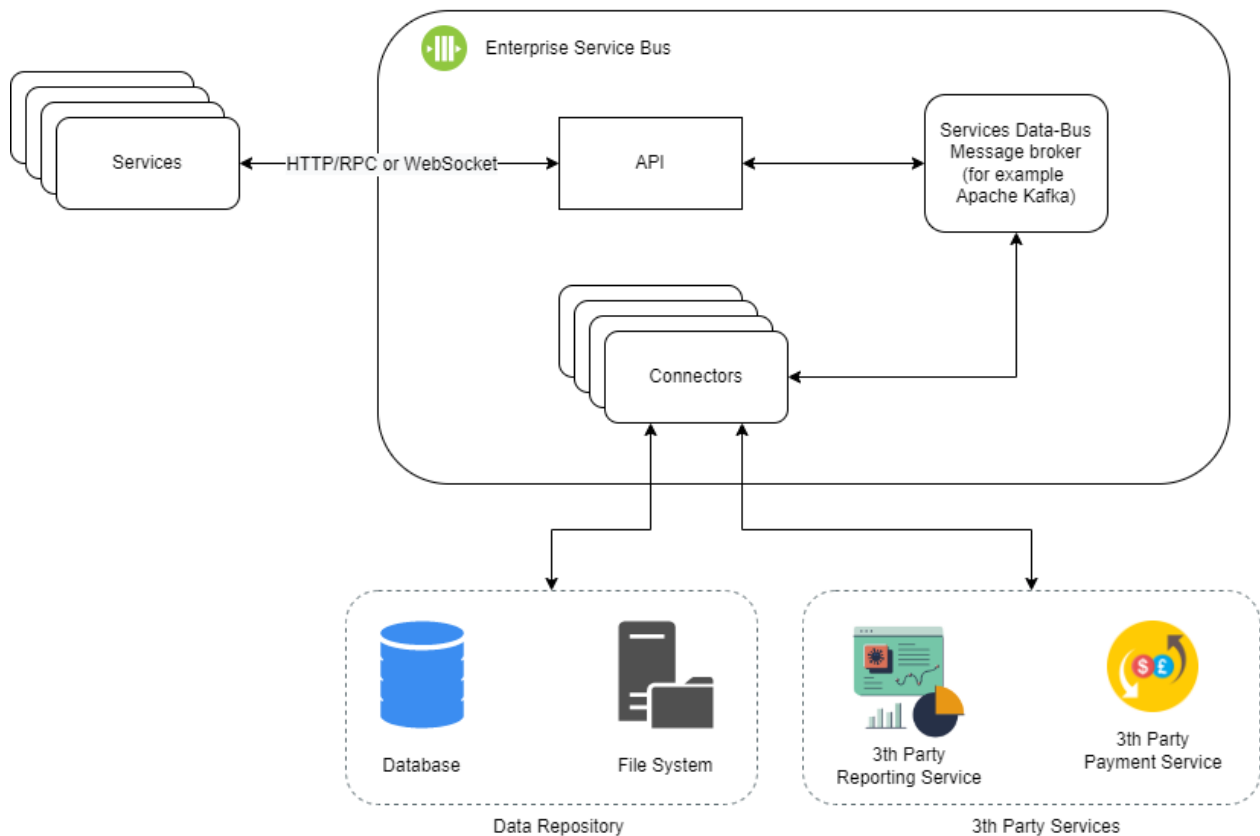 Enterprise Service Bus
Services
HTTP/RPC or WebSocket
API
Services Data-Bus
Message broker
(for example
Apache Kafka)
Connectors
Database
File System
3th Party
Reporting Service
3th Party
Payment Service
Data Repository
3th Party Services